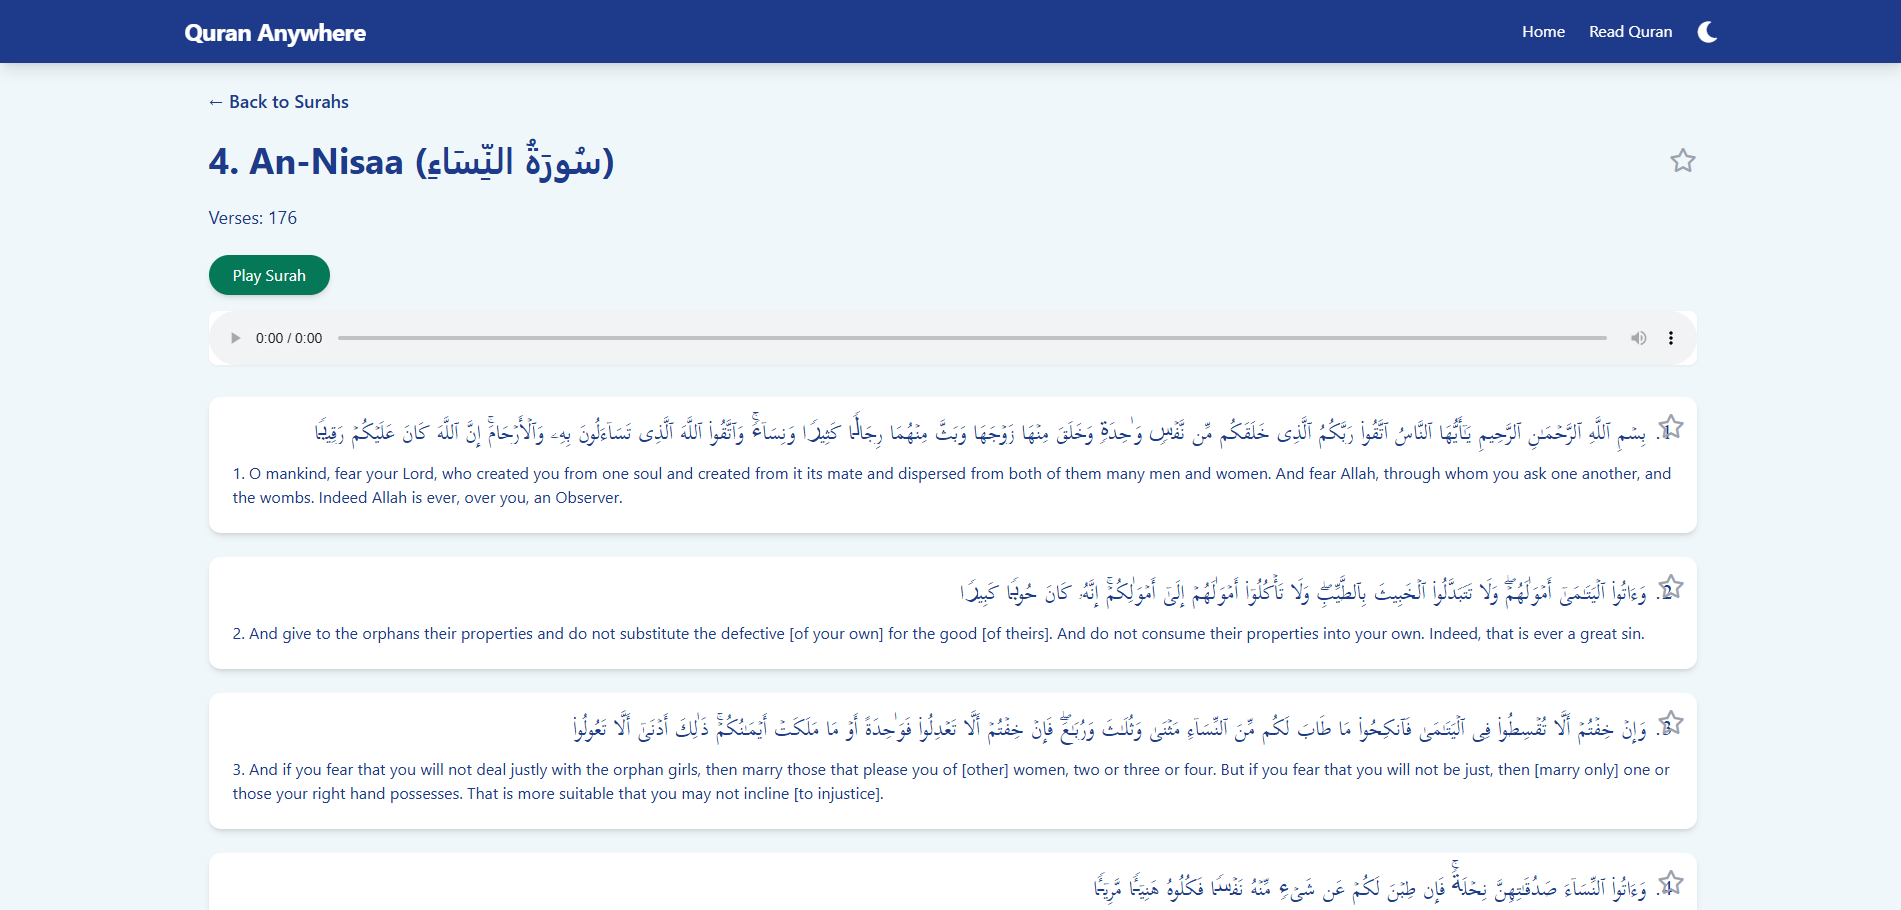 Quran Anywhere
Home
Read Quran
← Back to Surahs
4. An-Nisaa (سُورَةُ النِّسَاءِ)
Verses: 176
Play Surah
0:00 / 0:00
1. بِسۡمِ ٱللَّهِ ٱلرَّحۡمَـٰنِ ٱلرَّحِیمِ یَـٰۤأَیُّهَا ٱلنَّاسُ ٱتَّقُوا۟ رَبَّكُمُ ٱلَّذِی خَلَقَكُم مِّن نَّفۡسࣲ وَ ٰ⁠حِدَةࣲ وَخَلَقَ مِنۡهَا زَوۡجَهَا وَبَثَّ مِنۡهُمَا رِجَالࣰا كَثِیرࣰا وَنِسَاۤءࣰۚ وَٱتَّقُوا۟ ٱللَّهَ ٱلَّذِی تَسَاۤءَلُونَ بِهِۦ وَٱلۡأَرۡحَامَۚ إِنَّ ٱللَّهَ كَانَ عَلَیۡكُمۡ رَقِیبࣰا
1. O mankind, fear your Lord, who created you from one soul and created from it its mate and dispersed from both of them many men and women. And fear Allah, through whom you ask one another, and
the wombs. Indeed Allah is ever, over you, an Observer.
2. وَءَاتُوا۟ ٱلۡیَتَـٰمَىٰۤ أَمۡوَ ٰ⁠لَهُمۡۖ وَلَا تَتَبَدَّلُوا۟ ٱلۡخَبِیثَ بِٱلطَّیِّبِۖ وَلَا تَأۡكُلُوۤا۟ أَمۡوَ ٰ⁠لَهُمۡ إِلَىٰۤ أَمۡوَ ٰ⁠لِكُمۡۚ إِنَّهُۥ كَانَ حُوبࣰا كَبِیرࣰا
2. And give to the orphans their properties and do not substitute the defective [of your own] for the good [of theirs]. And do not consume their properties into your own. Indeed, that is ever a great sin.
3. وَإِنۡ خِفۡتُمۡ أَلَّا تُقۡسِطُوا۟ فِی ٱلۡیَتَـٰمَىٰ فَٱنكِحُوا۟ مَا طَابَ لَكُم مِّنَ ٱلنِّسَاۤءِ مَثۡنَىٰ وَثُلَـٰثَ وَرُبَـٰعَۖ فَإِنۡ خِفۡتُمۡ أَلَّا تَعۡدِلُوا۟ فَوَ ٰ⁠حِدَةً أَوۡ مَا مَلَكَتۡ أَیۡمَـٰنُكُمۡۚ ذَ ٰ⁠لِكَ أَدۡنَىٰۤ أَلَّا تَعُولُوا۟
3. And if you fear that you will not deal justly with the orphan girls, then marry those that please you of [other] women, two or three or four. But if you fear that you will not be just, then [marry only] one or
those your right hand possesses. That is more suitable that you may not incline [to injustice].
4. وَءَاتُوا۟ ٱلنِّسَاۤءَ صَدُقَـٰتِهِنَّ نِحۡلَةࣰۚ فَإِن طِبۡنَ لَكُمۡ عَن شَیۡءࣲ مِّنۡهُ نَفۡسࣰا فَكُلُوهُ هَنِیۤـࣰٔا مَّرِیۤـࣰٔا